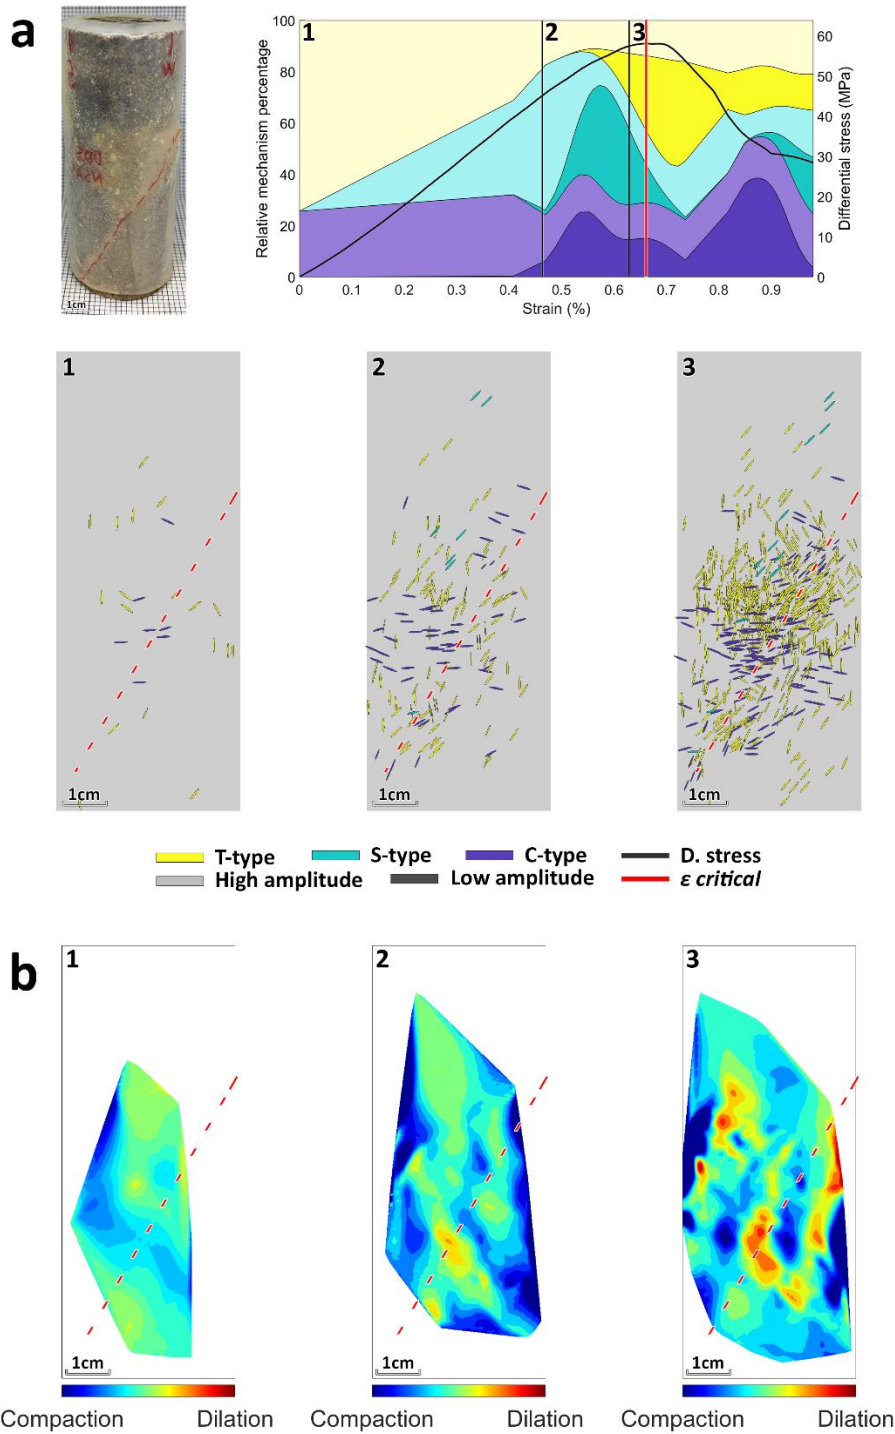 a
1cm
1
2
3
Relative mechanism percentage
100
80
60
40
20
0
0
0.1
0.2
0.3
0.4
0.5
0.6
0.7
0.8
0.9
Strain (%)
60
50
40
30
20
10
0
Differential stress (MPa)
1
2
3
1cm
1cm
1cm
T-type
S-type
C-type
D. stress
High amplitude
Low amplitude
ε critical
b
1
2
3
1cm
1cm
1cm
Compaction
Dilation
Compaction
Dilation
Compaction
Dilation